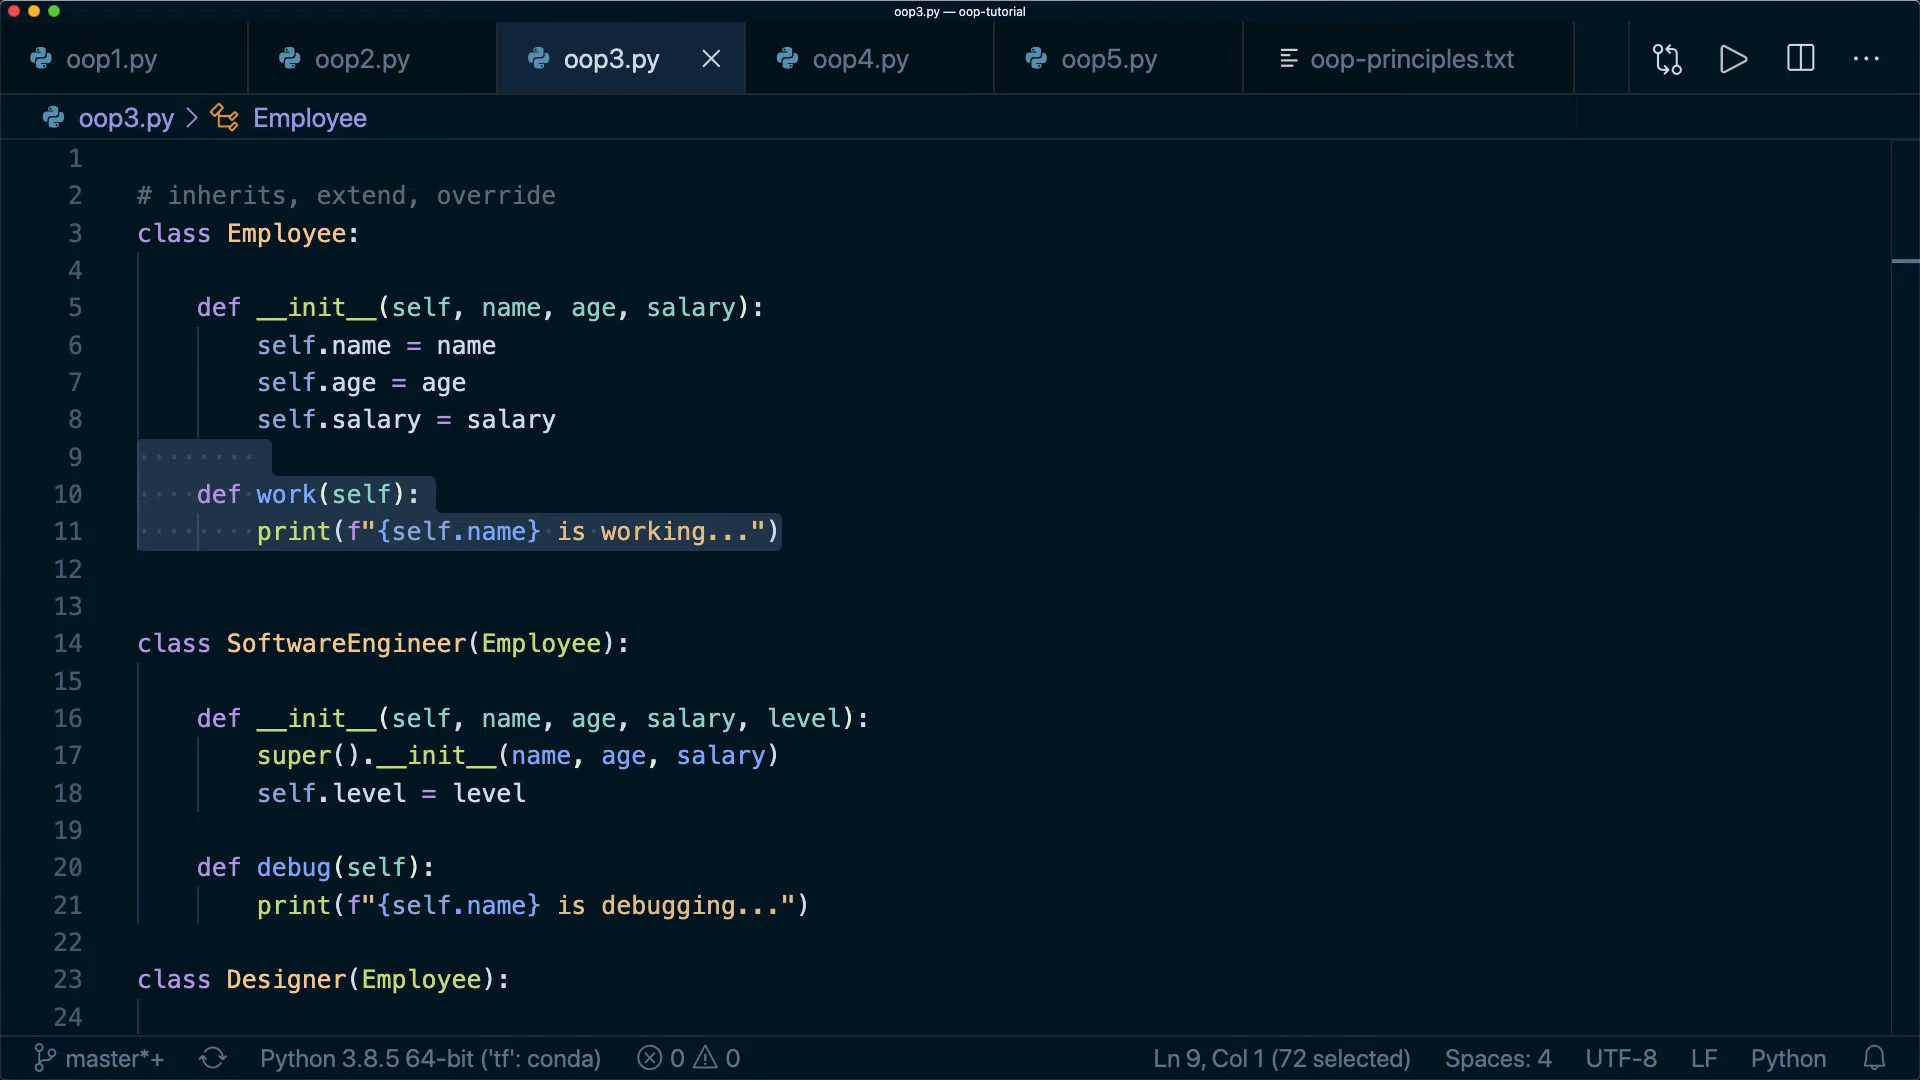 oop3.py — oop-tutorial
oop1.py oop2.py oop3.py oop4.py oop5.py oop-principles.txt
oop3.py > Employee
1
2 # inherits, extend, override
3 class Employee:
4
5     def __init__(self, name, age, salary):
6         self.name = name
7         self.age = age
8         self.salary = salary
9
10     def work(self):
11         print(f"{self.name} is working...")
12
13
14 class SoftwareEngineer(Employee):
15
16     def __init__(self, name, age, salary, level):
17         super().__init__(name, age, salary)
18         self.level = level
19
20     def debug(self):
21         print(f"{self.name} is debugging...")
22
23 class Designer(Employee):
24
master*+ Python 3.8.5 64-bit ('tf': conda) 0 0 Ln 9, Col 1 (72 selected) Spaces: 4 UTF-8 LF Python